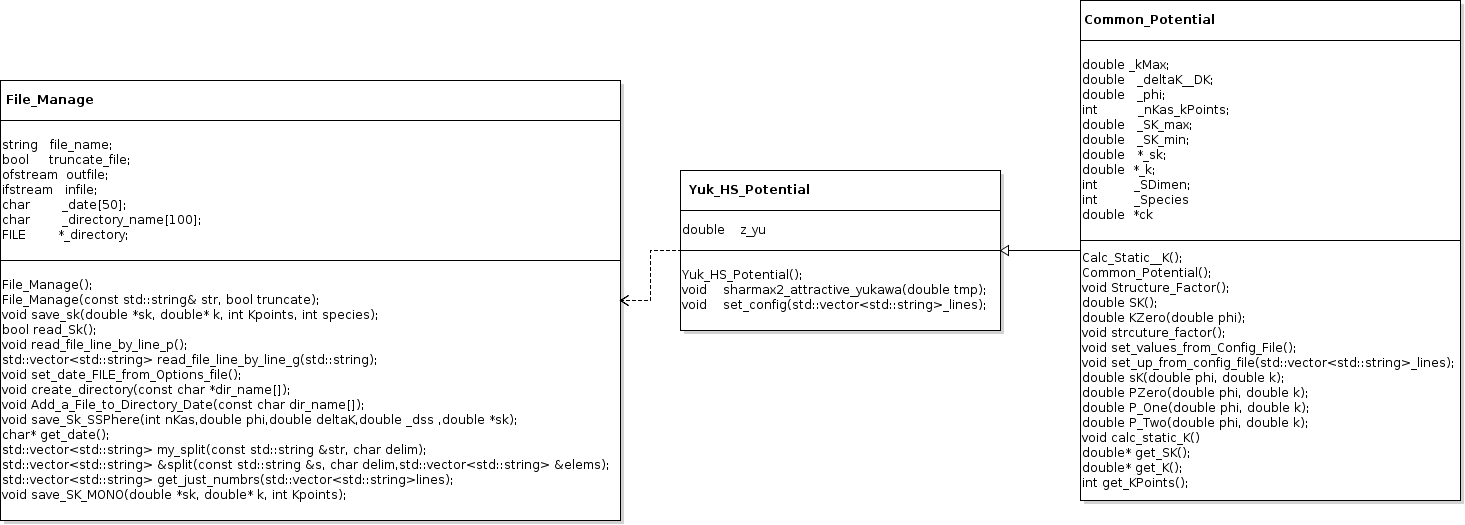 File_Manage
string file_name;
bool truncate_file;
ofstream outfile;
ifstream infile;
char _date[50];
char _directory_name[100];
FILE *_directory;
File_Manage();
File_Manage(const std::string& str, bool truncate);
void save_sk(double *sk, double* k, int Kpoints, int species);
bool read_Sk();
void read_file_line_by_line_p();
std::vector<std::string> read_file_line_by_line_g(std::string);
void set_date_FILE_from_Options_file();
void create_directory(const char *dir_name[]);
void Add_a_File_to_Directory_Date(const char dir_name[]);
void save_Sk_SSPhere(int nKas,double phi,double deltaK,double _dss ,double *sk);
char* get_date();
std::vector<std::string> my_split(const std::string &str, char delim);
std::vector<std::string> &split(const std::string &s, char delim,std::vector<std::string> &elems);
std::vector<std::string> get_just_numbrs(std::vector<std::string>lines);
void save_SK_MONO(double *sk, double* k, int Kpoints);
Yuk_HS_Potential
double z_yu
Yuk_HS_Potential();
void sharmax2_attractive_yukawa(double tmp);
void set_config(std::vector<std::string>_lines);
Common_Potential
double _kMax;
double _deltaK__DK;
double _phi;
int _nKas_kPoints;
double _SK_max;
double _SK_min;
double *_sk;
double *_k;
int _SDimen;
int _Species
double *ck
Calc_Static__K();
Common_Potential();
void Structure_Factor();
double SK();
double KZero(double phi);
void strcuture_factor();
void set_values_from_Config_File();
void set_up_from_config_file(std::vector<std::string>_lines);
double sK(double phi, double k);
double PZero(double phi, double k);
double P_One(double phi, double k);
double P_Two(double phi, double k);
void calc_static_K()
double* get_SK();
double* get_K();
int get_KPoints();